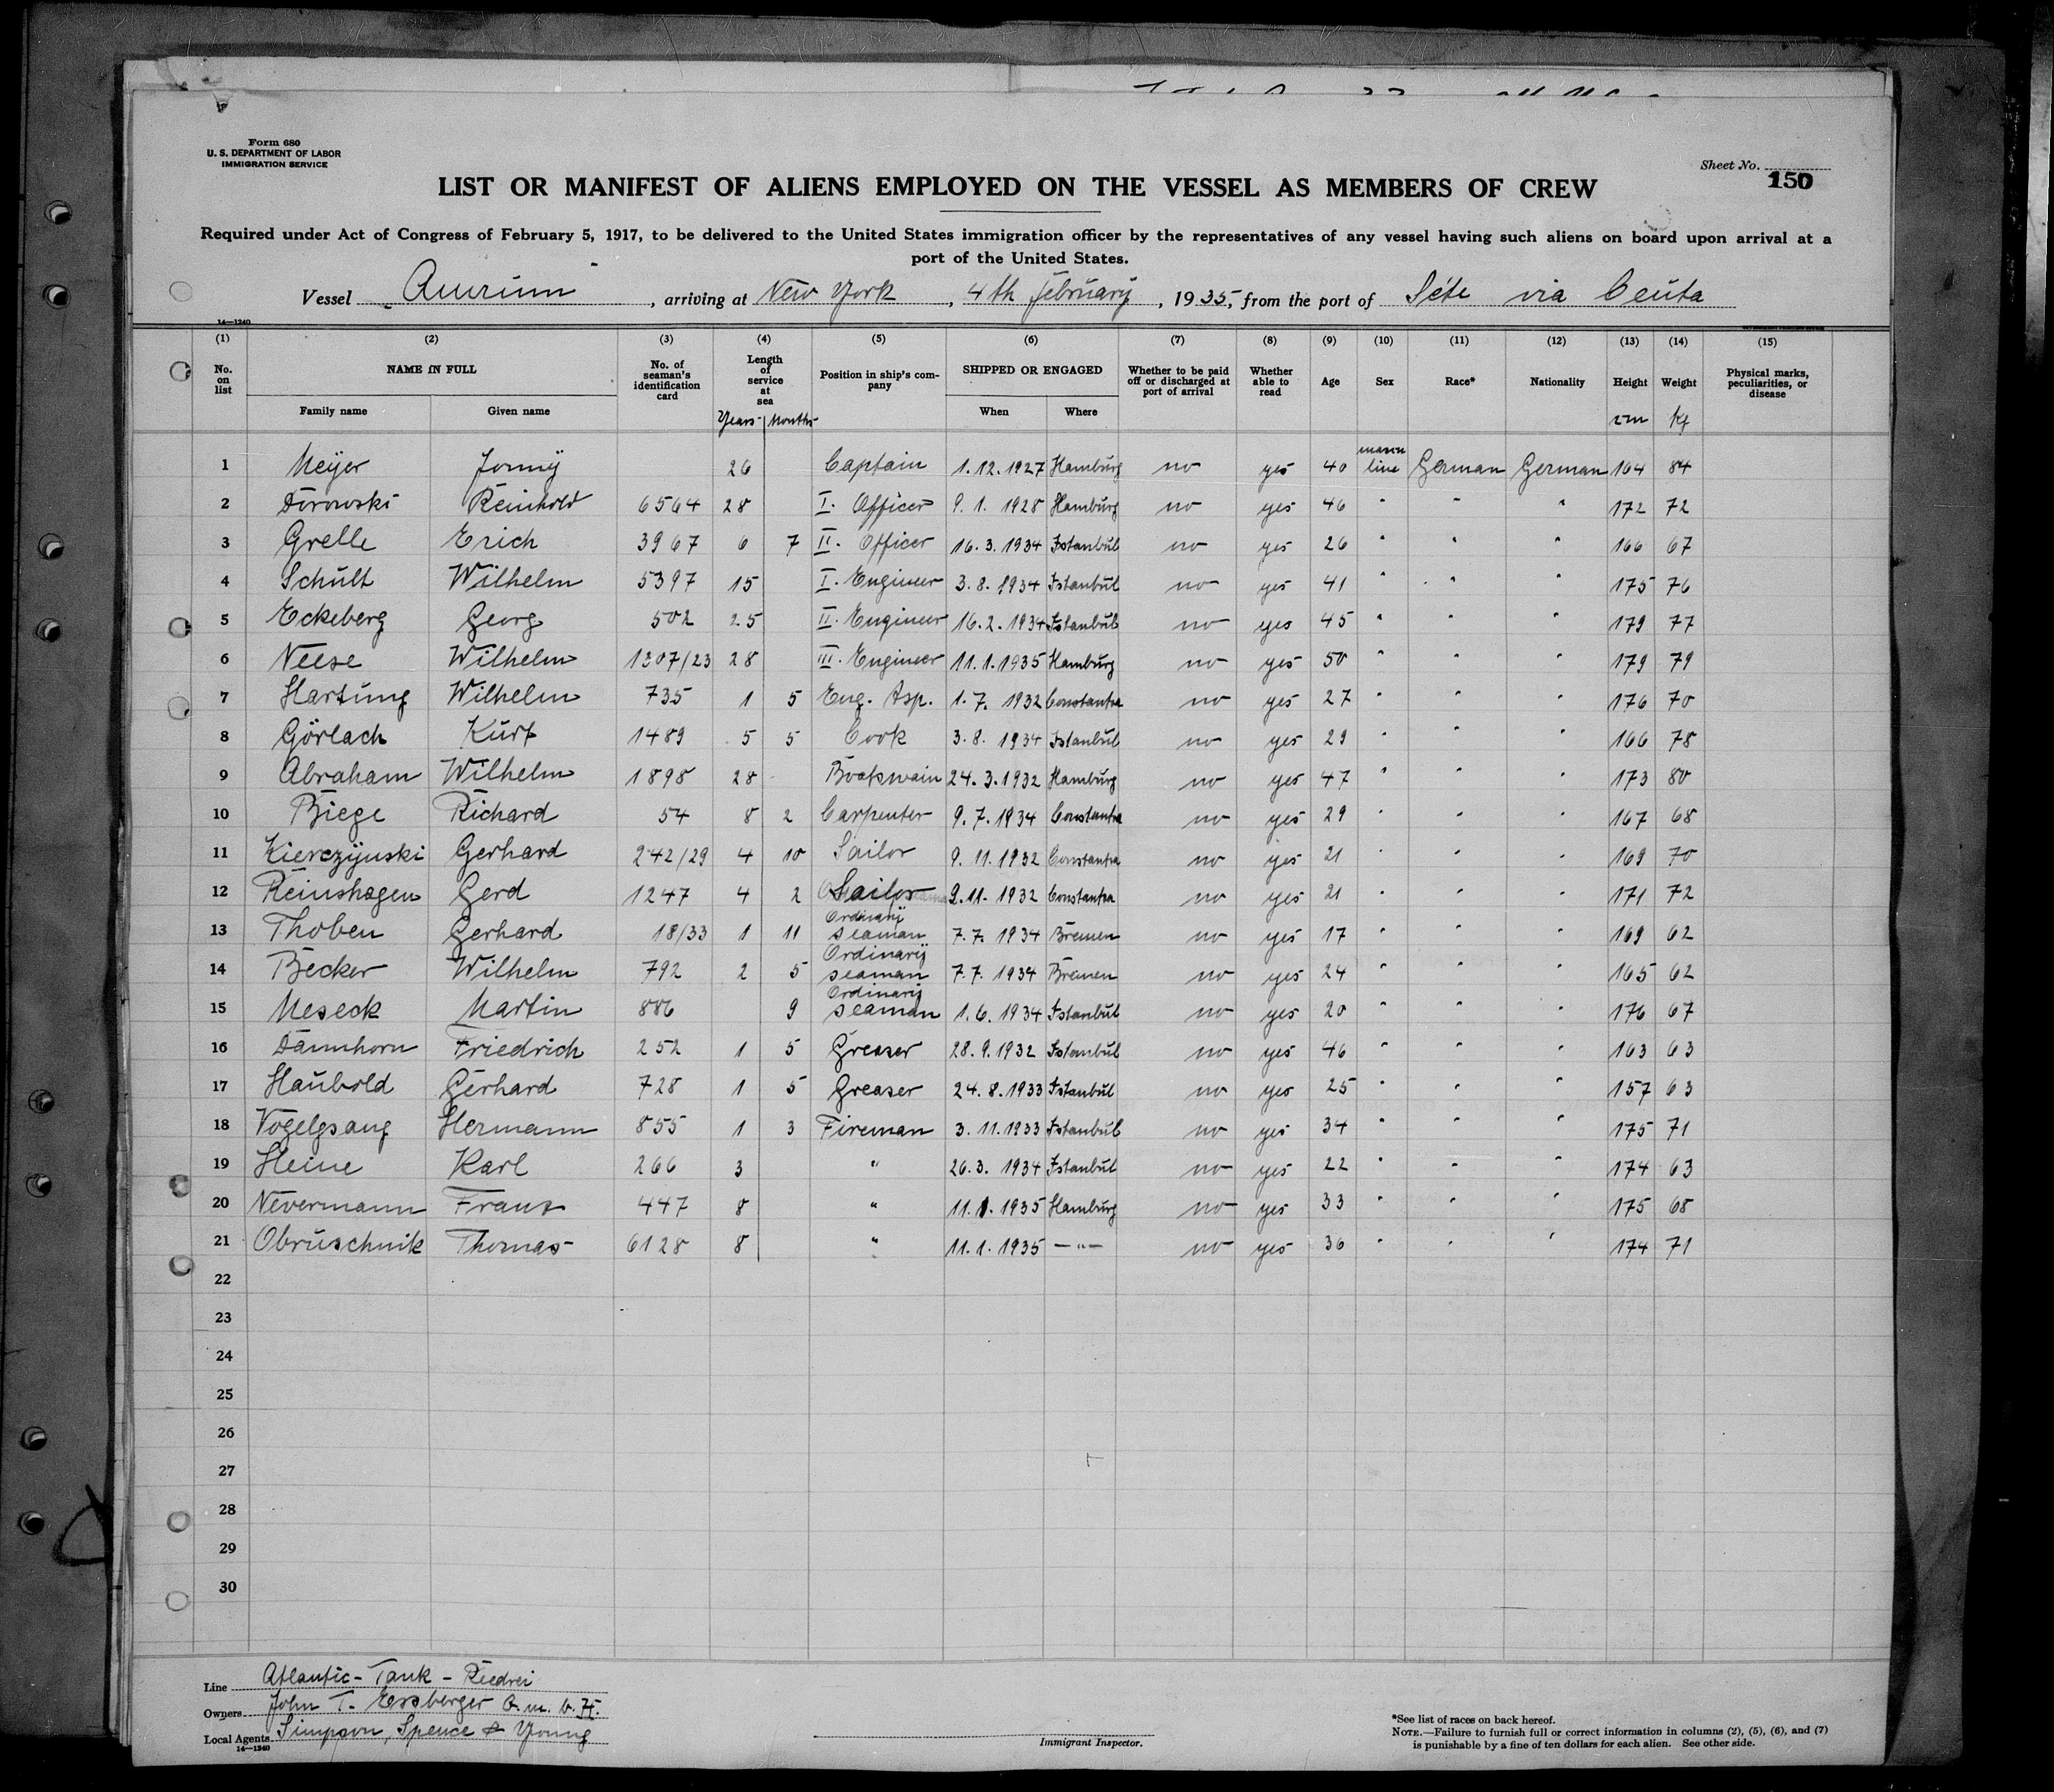 Form 680
U. S. DEPARTMENT OF LABOR
IMMIGRATION SERVICE
Sheet No.
150
LIST OR MANIFEST OF ALIENS EMPLOYED ON THE VESSEL AS MEMBERS OF CREW
Required under Act of Congress of February 5, 1917, to be delivered to the United States immigration officer by the representatives of any vessel having such aliens on board upon arrival at a
port of the United States.
Vessel, arriving at New York, 4th February, 1935, from the port of Séte via Ceuta
14—1240
(1) (2) (3) (4) (5) (6) (7) (8) (9) (10) (11) (12) (13) (14) (15)
No. on list NAME IN FULL Family name Given name No. of seaman's identification card Length of service at sea Years Months Position in ship's company SHIPPED OR ENGAGED When Where Whether to be paid off or discharged at port of arrival Whether able to read Age Sex Race* Nationality Height cm Weight Kg Physical marks, peculiarities, or disease
1 Meijer Jonny 26 Captain 1.12.1927 Hamburg no yes 40 masculine German German 164 84
2 Reinhold 6564 28 I. Officer 9. 1. 1928 Hamburg no yes 46 " " " 172 72
3 Grelle Erich 3967 6 7 II. Officer 16.3.1934 Istanbul no yes 26 " " " 166 67
4 Schult Wilhelm 5397 15 I. Engineer 3.8.1934 Istanbul no yes 41 " " " 175 76
5 Eckeberg Georg 502 25 II. Engineer 16.2.1934 Istanbul no yes 45 " " " 179 77
6 Neese Wilhelm 1307/23 28 III. Engineer 11.1.1935 Hamburg no yes 50 " " " 179 79
7 Hartung Wilhelm 735 1 5 Eng. Asp. 1.7. 1932 Constantza no yes 27 " " " 176 70
8 Görlach Kurt 1489 5 5 Cook 3.8. 1934 Istanbul no yes 29 " " " 166 78
9 Abraham Wilhelm 1898 28 Boatswain 24.3.1932 Hamburg no yes 47 " " " 173 80
10 Biege Richard 54 8 2 Carpenter 9.7.1934 Constantza no yes 29 " " " 167 68
11 Kierczijnski Gerhard 242/29 4 10 Sailor 9.11.1932 Constantza no yes 21 " " " 169 70
12 Reinshagen Gerd 1247 4 2 Sailor 9.11.1932 Constantza no yes 21 " " " 171 72
13 Thoben Gerhard 18/33 1 11 Ordinary seaman 7.7. 1934 Bremen no yes 17 " " " 169 62
14 Becker Wilhelm 792 2 5 Ordinary seaman 7.7. 1934 Bremen no yes 24 " " " 165 62
15 Meseck Martin 886 9 Ordinary seaman 1.6. 1934 Istanbul no yes 20 " " " 176 67
16 Dannhorn Friedrich 252 1 5 Greaser 28.9.1932 Istanbul no yes 46 " " " 163 63
17 Haubold Gerhard 728 1 5 Greaser 24.8.1933 Istanbul no yes 25 " " " 157 63
18 Vogelgsang Hermann 855 1 3 Fireman 3.11.1933 Istanbul no yes 34 " " " 175 71
19 Heine Karl 266 3 " 26.3. 1934 Istanbul no yes 22 " " " 174 63
20 Nevermann Franz 447 8 " 11.1. 1935 Hamburg no yes 33 " " " 175 68
21 Obruschnik Thomas 6128 8 " 11.1. 1935 —"— no yes 36 " " " 174 71
22
23
24
25
26
27
28
29
30
Line Atlantic-Tank-Reedrei
Owners John T. Essberger G.m.b.H.
Local Agents Simpson, Spence & Young
14—1240
Immigrant Inspector.
*See list of races on back hereof.
NOTE.—Failure to furnish full or correct information in columns (2), (5), (6), and (7)
is punishable by a fine of ten dollars for each alien. See other side.